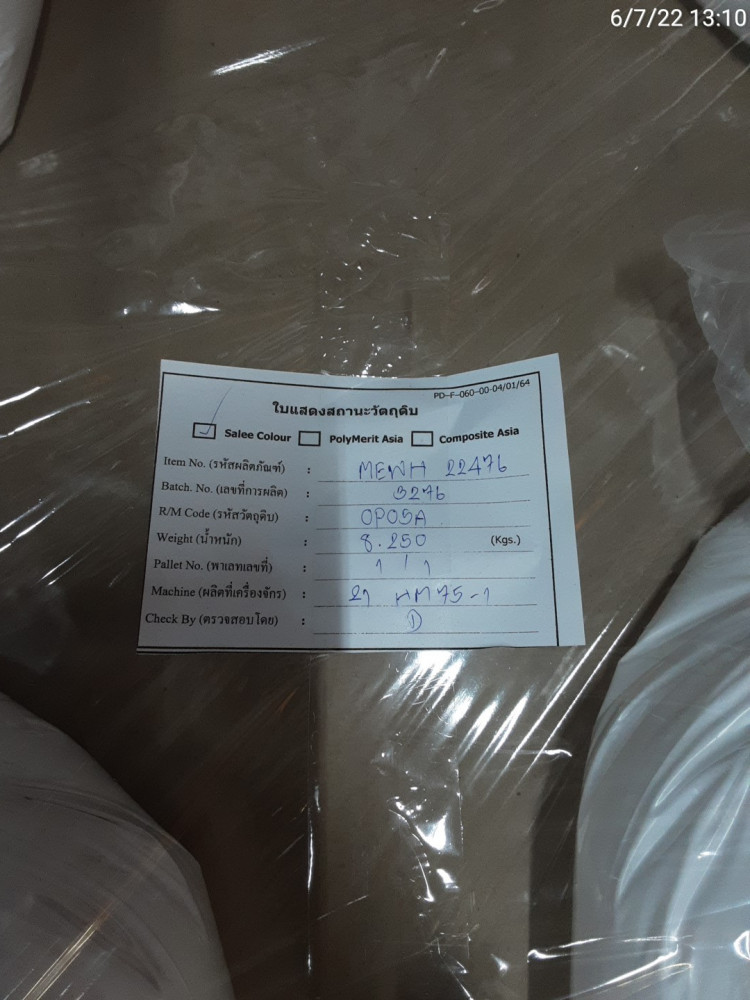 6/7/22 13:10
PD-F-060-00-04/01/64
ใบแสดงสถานะวัตถุดิบ
Salee Colour PolyMerit Asia Composite Asia
Item No. (รหัสผลิตภัณฑ์) : MEWH 22476
Batch. No. (เลขที่การผลิต) : 3276
R/M Code (รหัสวัตถุดิบ) : OP05A
Weight (น้ำหนัก) : 8.250 (Kgs.)
Pallet No. (พาเลทเลขที่) : 1/1
Machine (ผลิตที่เครื่องจักร) : 21 HM75-1
Check By (ตรวจสอบโดย) :